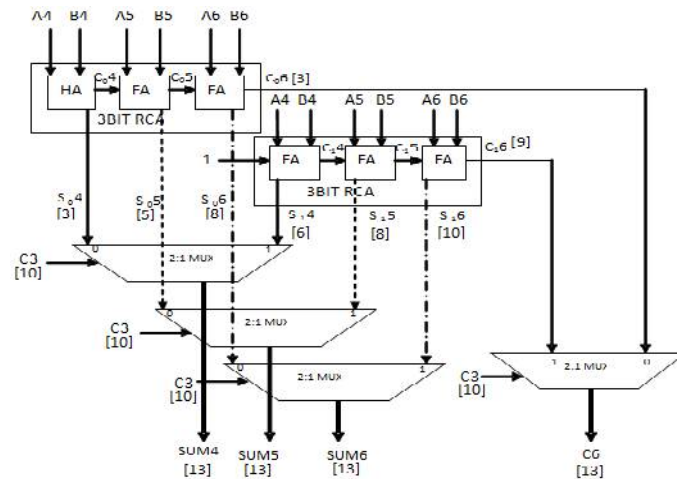 A4 B4 A5 B5 A6 B6
HA C₀4 FA C₀5 FA C₀6 [3]
3BIT RCA
A4 B4 A5 B5 A6 B6
1 FA C₁4 FA C₁5 FA C₁6 [9]
3BIT RCA
S₀4 S₀5 S₀6 S₁4 S₁5 S₁6
[3] [5] [8] [6] [8] [10]
0 2:1 MUX 1
C3
[10]
0 2:1 MUX 1
C3
[10]
0 2:1 MUX 1
C3
[10]
1 2:1 MUX 0
C3
[10]
SUM4 SUM5 SUM6 C6
[13] [13] [13] [13]